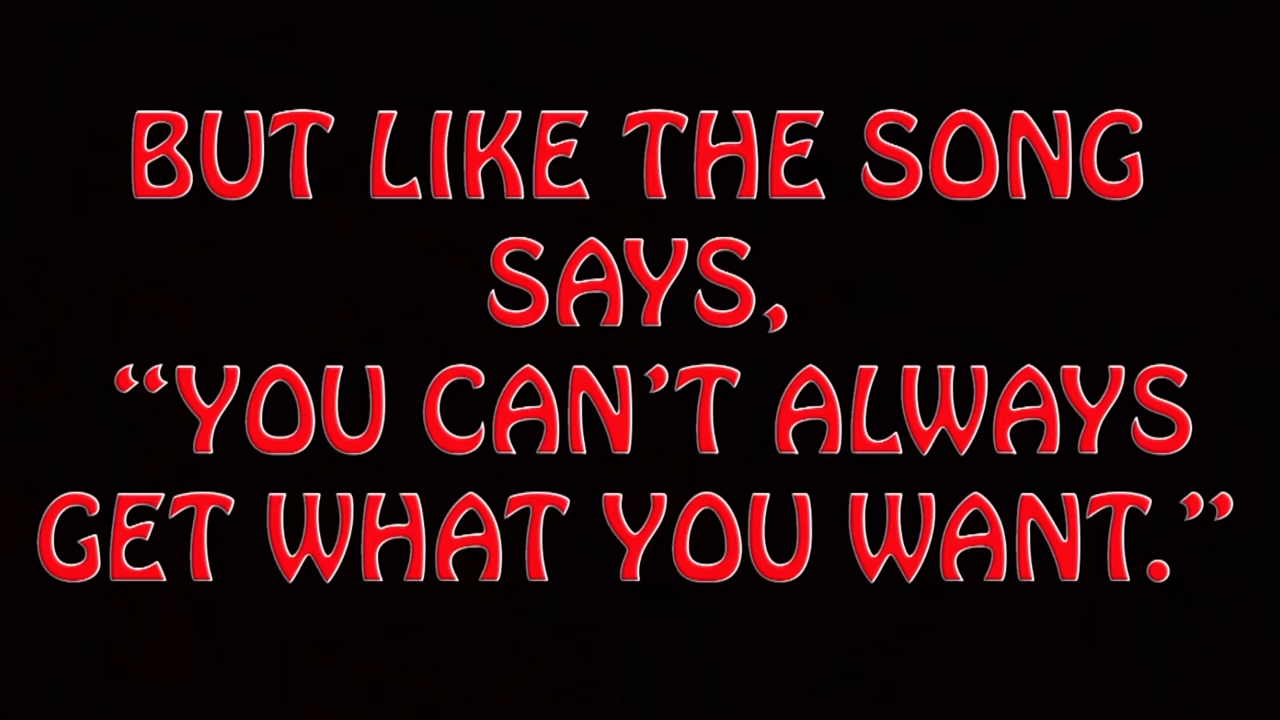 BUT LIKE THE SONG
SAYS,
“YOU CAN’T ALWAYS
GET WHAT YOU WANT.”